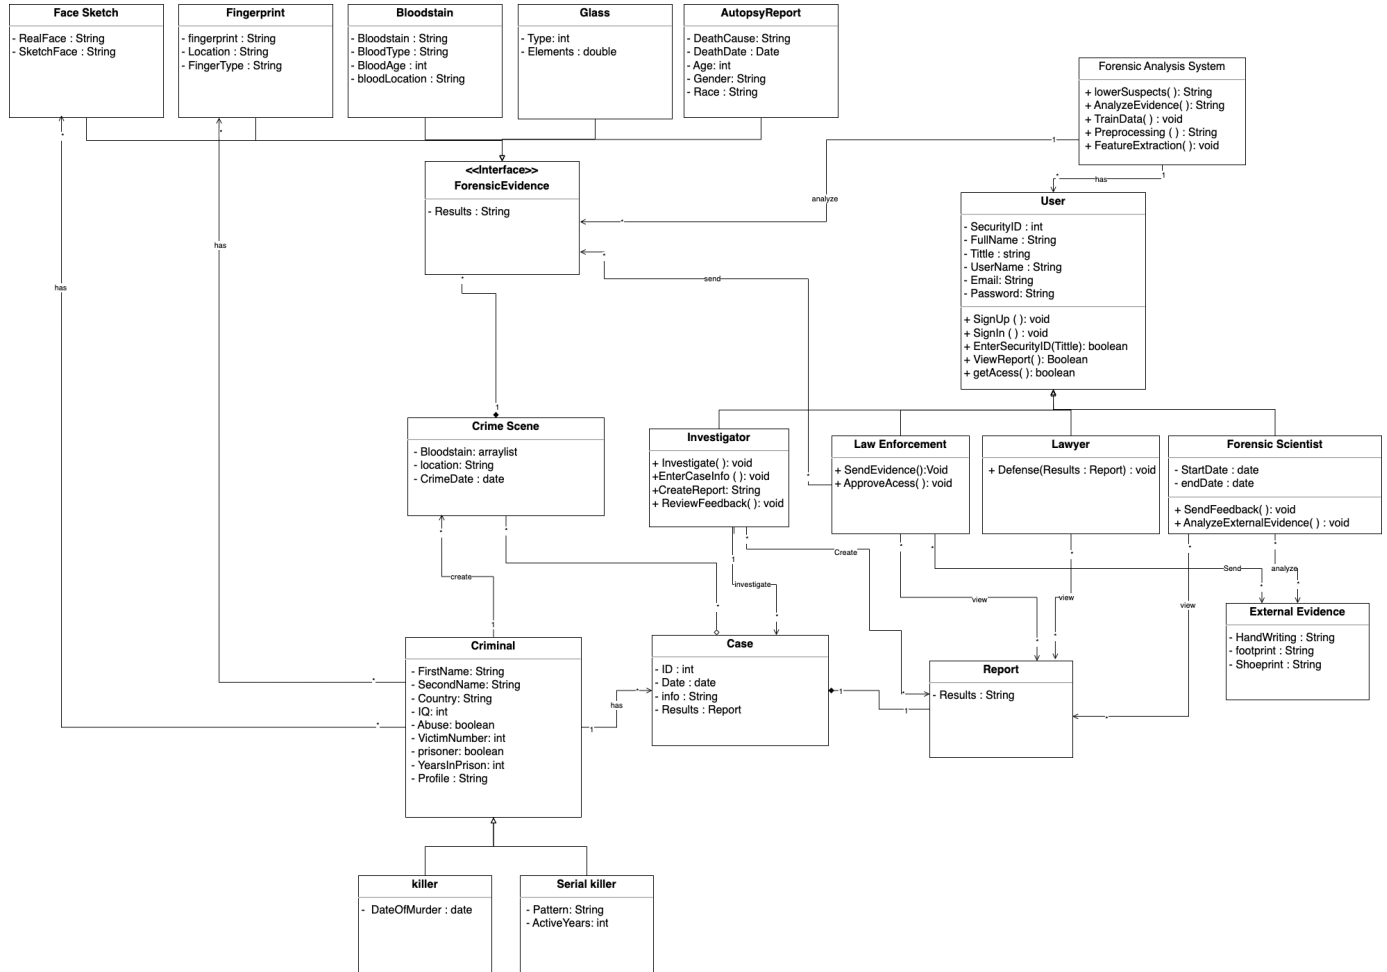 Face Sketch
- RealFace : String
- SketchFace : String
Fingerprint
- fingerprint : String
- Location : String
- FingerType : String
Bloodstain
- Bloodstain : String
- BloodType : String
- BloodAge : int
- bloodLocation : String
Glass
- Type: int
- Elements : double
AutopsyReport
- DeathCause: String
- DeathDate : Date
- Age: int
- Gender: String
- Race : String
Forensic Analysis System
+ lowerSuspects( ): String
+ AnalyzeEvidence( ): String
+ TrainData( ) : void
+ Preprocessing ( ) : String
+ FeatureExtraction( ): void
*
*
1
<<Interface>>
ForensicEvidence
- Results : String
analyze
*
*
*
has
1
User
- SecurityID : int
- FullName : String
- Tittle : string
- UserName : String
- Email: String
- Password: String
+ SignUp ( ): void
+ SignIn ( ) : void
+ EnterSecurityID(Tittle): boolean
+ ViewReport( ): Boolean
+ getAcess( ): boolean
has
has
send
*
1
Crime Scene
- Bloodstain: arraylist
- location: String
- CrimeDate : date
Investigator
+ Investigate( ): void
+EnterCaseInfo ( ): void
+CreateReport: String
+ ReviewFeedback( ): void
*
Law Enforcement
+ SendEvidence():Void
+ ApproveAcess( ): void
Lawyer
+ Defense(Results : Report) : void
Forensic Scientist
- StartDate : date
- endDate : date
+ SendFeedback( ): void
+ AnalyzeExternalEvidence( ) : void
*
*
create
1
*
1
*
investigate
*
Create
*
*
*
view
*
*
view
*
Send
*
*
analyze
*
*
view
*
External Evidence
- HandWriting : String
- footprint : String
- Shoeprint : String
Criminal
- FirstName: String
- SecondName: String
- Country: String
- IQ: int
- Abuse: boolean
- VictimNumber: int
- prisoner: boolean
- YearsInPrison: int
- Profile : String
*
*
1
has
*
Case
- ID : int
- Date : date
- info : String
- Results : Report
1
1
*
Report
- Results : String
killer
- DateOfMurder : date
Serial killer
- Pattern: String
- ActiveYears: int